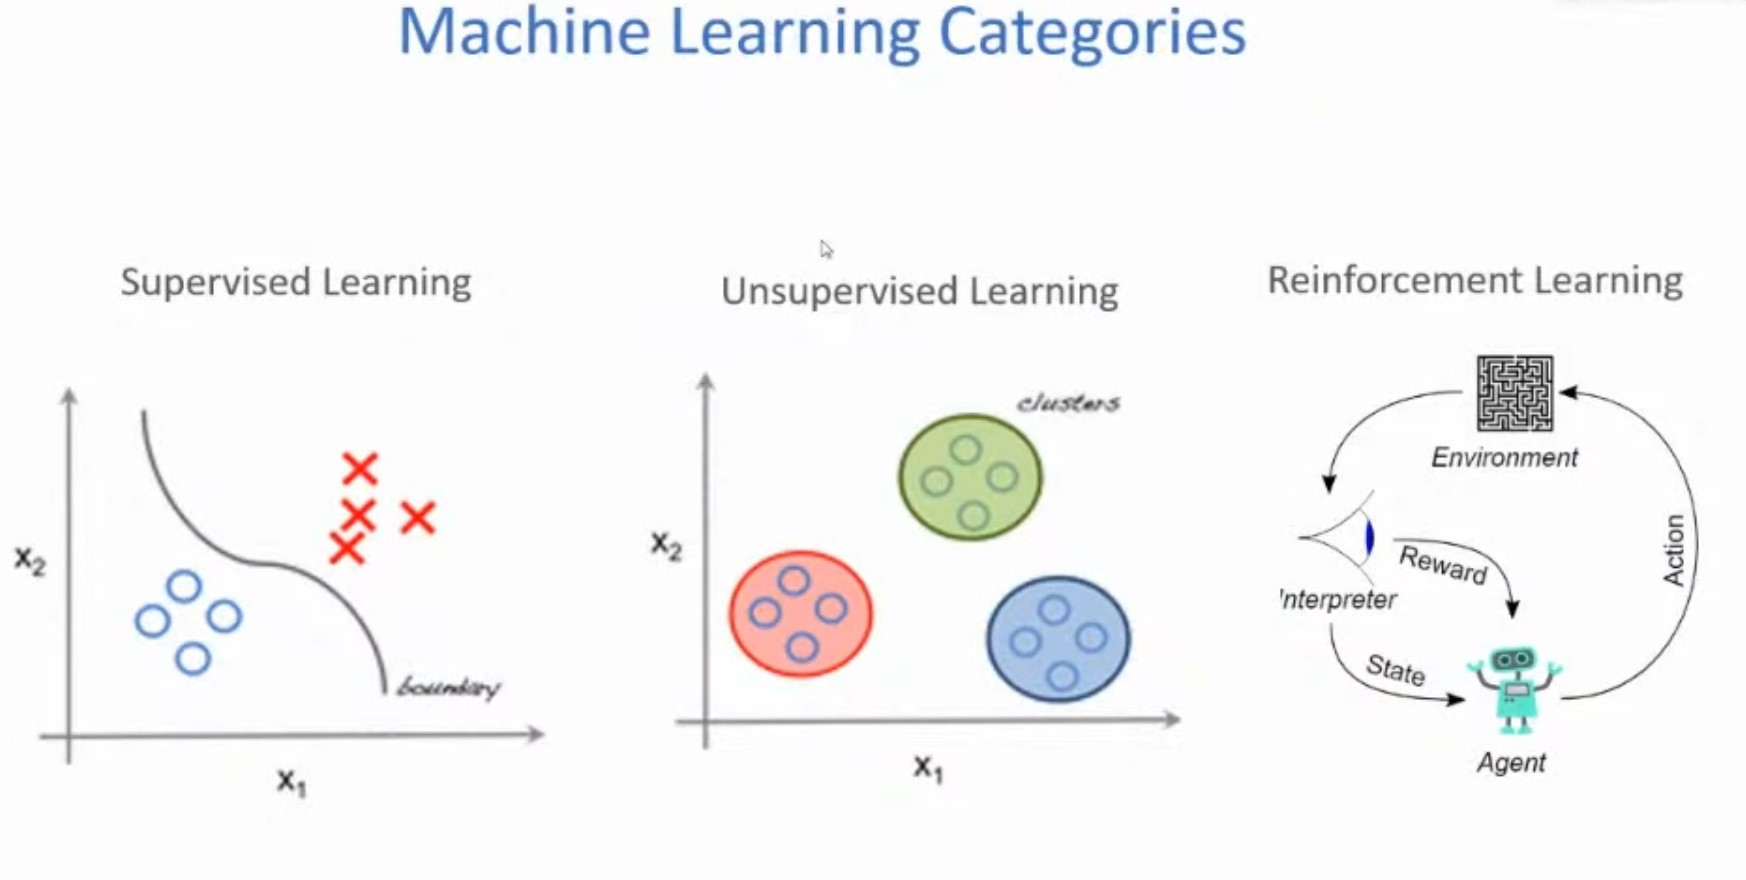 Machine Learning Categories
Supervised Learning
x2
boundary
x1
Unsupervised Learning
clusters
x2
x1
Reinforcement Learning
Environment
Interpreter
Reward
State
Action
Agent